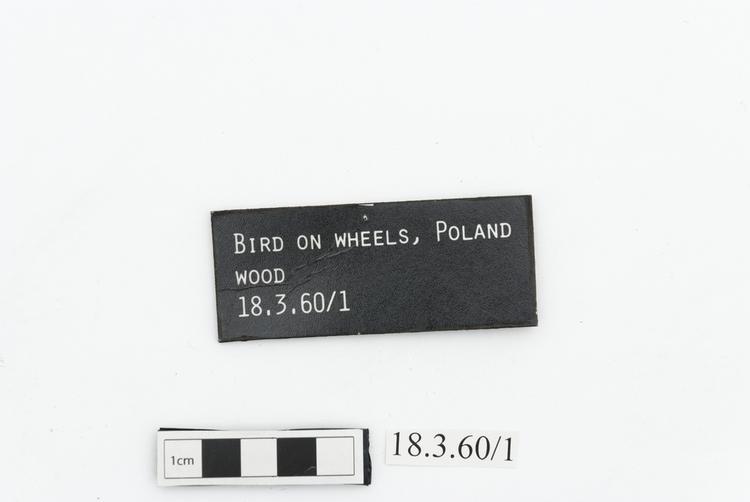 BIRD ON WHEELS, POLAND
WOOD
18.3.60/1
1cm
18.3.60/1